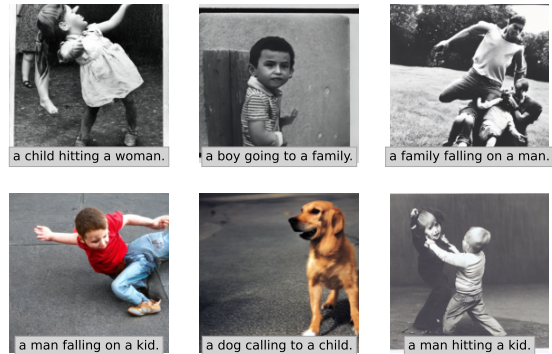 a child hitting a woman.
a boy going to a family.
a family falling on a man.
a man falling on a kid.
a dog calling to a child.
a man hitting a kid.